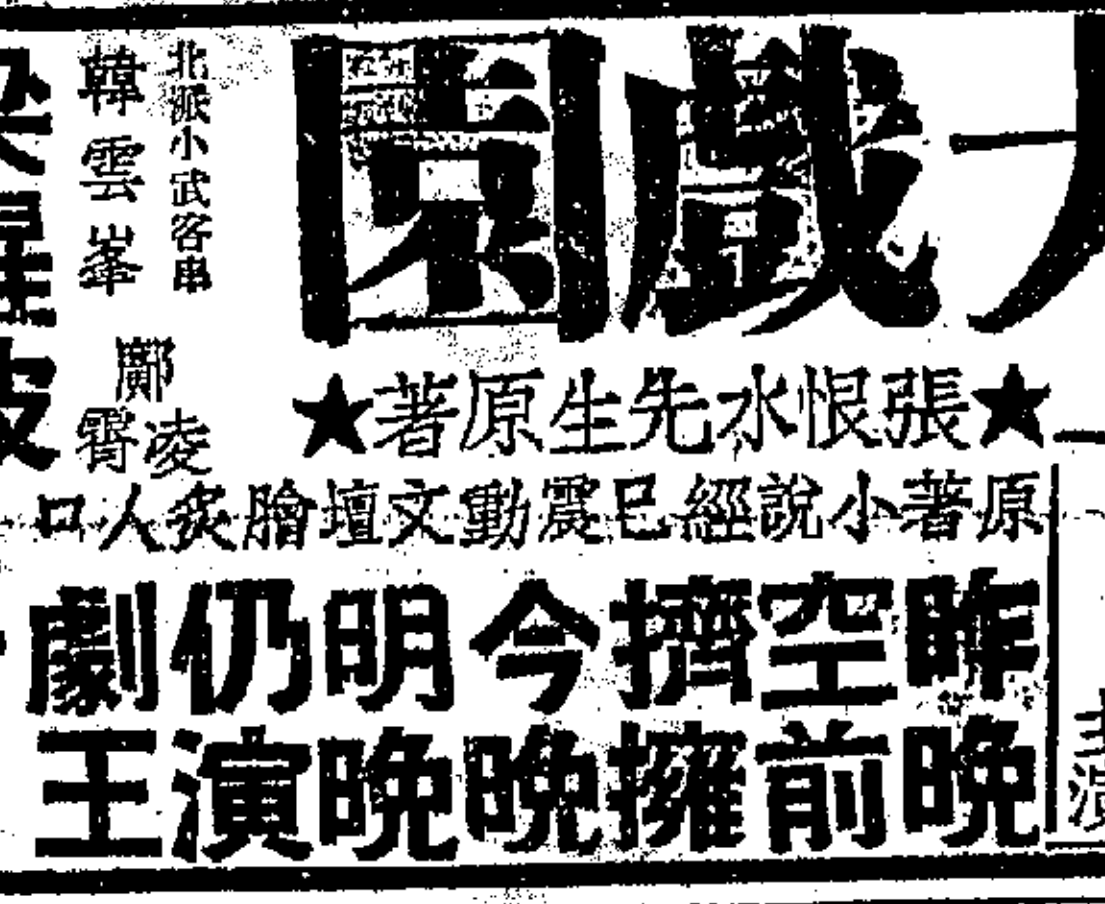 大戲園
★張恨水先生原著★
原著小說經已震動文壇膾炙人口
昨晚空前擠擁今晚明晚仍演劇王
主演
北派小武客串
韓雲峯
鄺凌霄